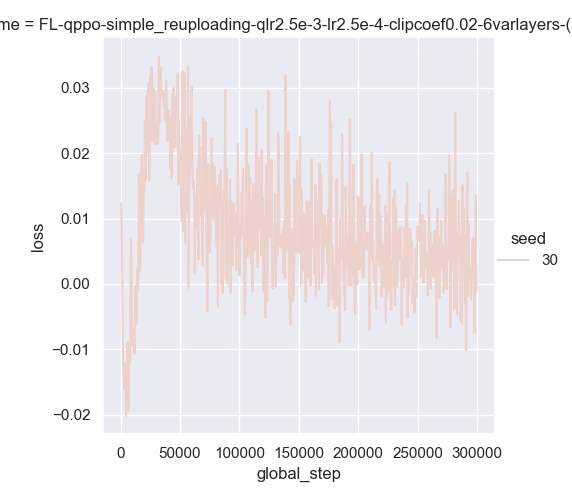 me = FL-qppo-simple_reuploading-qlr2.5e-3-lr2.5e-4-clipcoef0.02-6varlayers-(
0.03
0.02
0.01
0.00
−0.01
−0.02
loss
0 50000 100000 150000 200000 250000 300000
global_step
seed
30